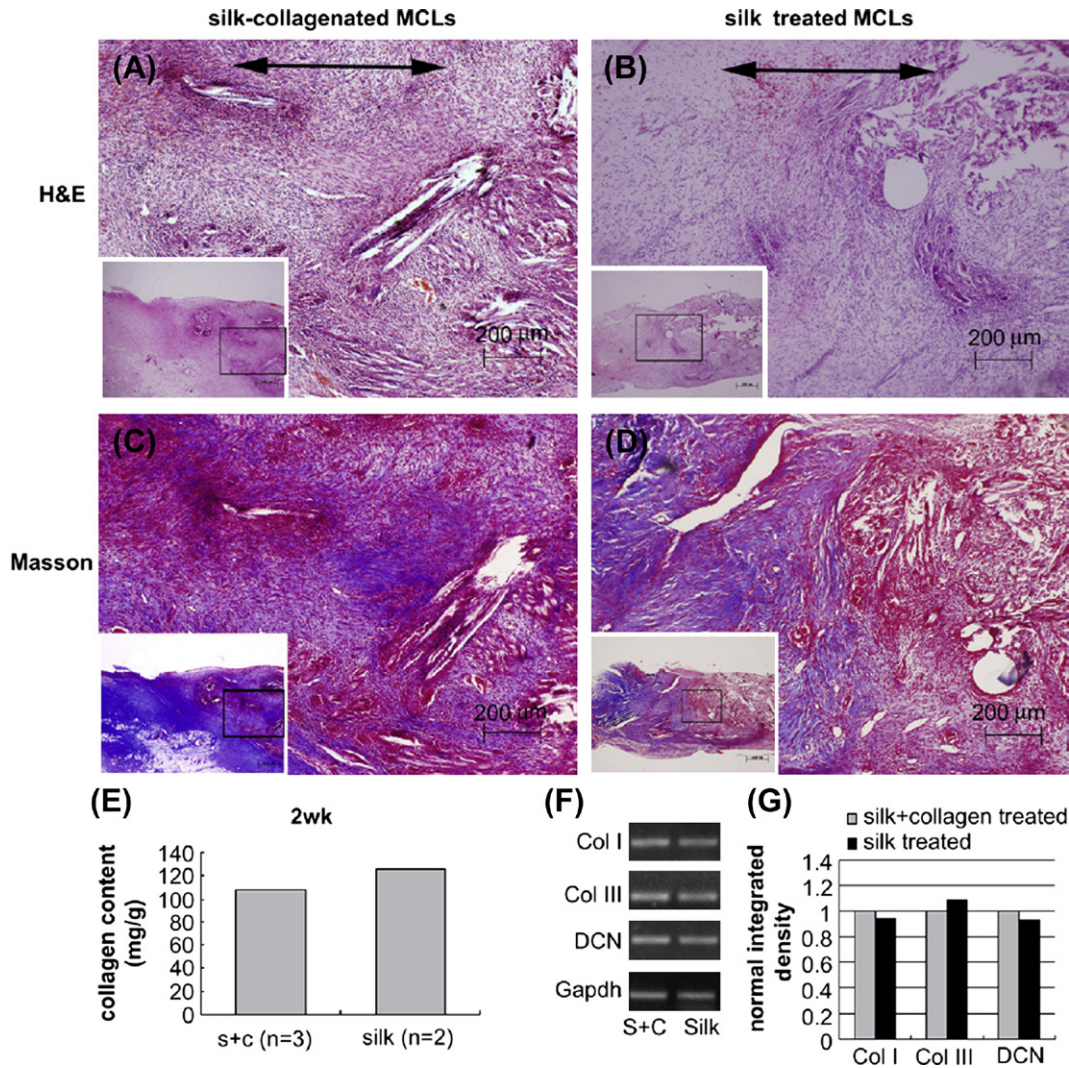 silk-collagenated MCLs
silk treated MCLs
(A)
(B)
H&E
200 μm
200 μm
(C)
(D)
Masson
200 μm
200 μm
(E)
2wk
collagen content
(mg/g)
140
120
100
80
60
40
20
0
s+c (n=3)
silk (n=2)
(F)
Col I
Col III
DCN
Gapdh
S+C Silk
(G)
silk+collagen treated
silk treated
normal integrated
density
1.4
1.2
1
0.8
0.6
0.4
0.2
0
Col I Col III DCN